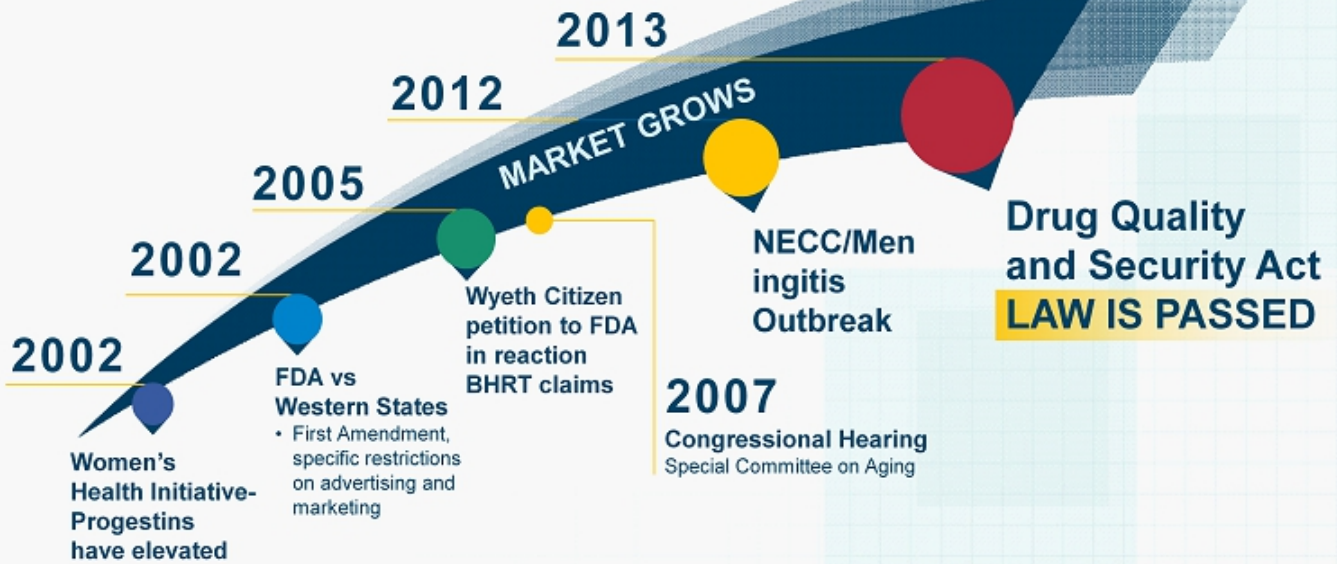 2002
Women's
Health Initiative-
Progestins
have elevated
2002
FDA vs
Western States
• First Amendment,
specific restrictions
on advertising and
marketing
2005
Wyeth Citizen
petition to FDA
in reaction
BHRT claims
2007
Congressional Hearing
Special Committee on Aging
MARKET GROWS
2012
NECC/Men
ingitis
Outbreak
2013
Drug Quality
and Security Act
LAW IS PASSED